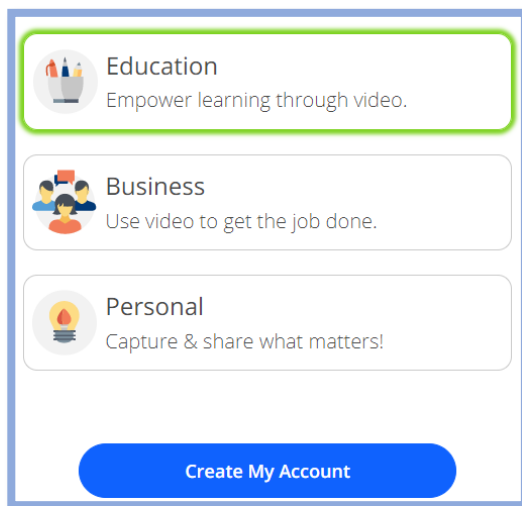 Education
Empower learning through video.
Business
Use video to get the job done.
Personal
Capture & share what matters!
Create My Account